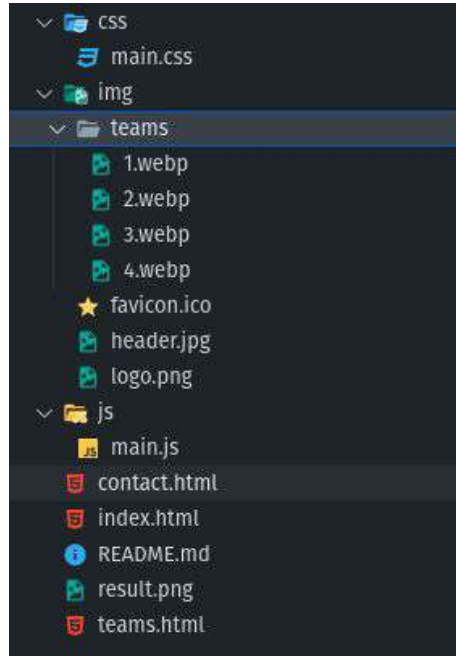 css
main.css
img
teams
1.webp
2.webp
3.webp
4.webp
favicon.ico
header.jpg
logo.png
js
JS main.js
contact.html
index.html
README.md
result.png
teams.html